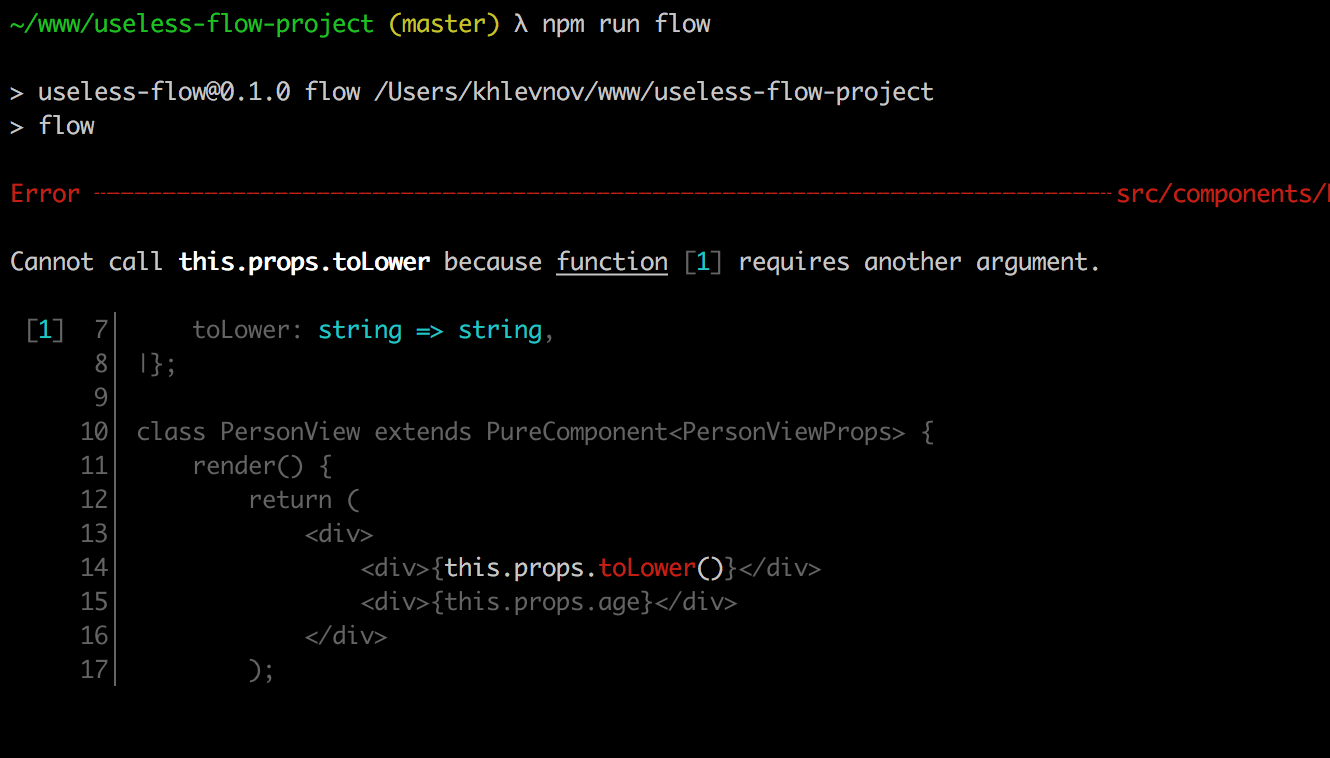 ~/www/useless-flow-project (master) λ npm run flow
> useless-flow@0.1.0 flow /Users/khlevnov/www/useless-flow-project
> flow
Error ---------------------------------------------------------------------- src/components/
Cannot call this.props.toLower because function [1] requires another argument.
[1] 7│     toLower: string => string,
8│ |};
9│
10│ class PersonView extends PureComponent<PersonViewProps> {
11│     render() {
12│         return (
13│             <div>
14│                 <div>{this.props.toLower()}</div>
15│                 <div>{this.props.age}</div>
16│             </div>
17│         );